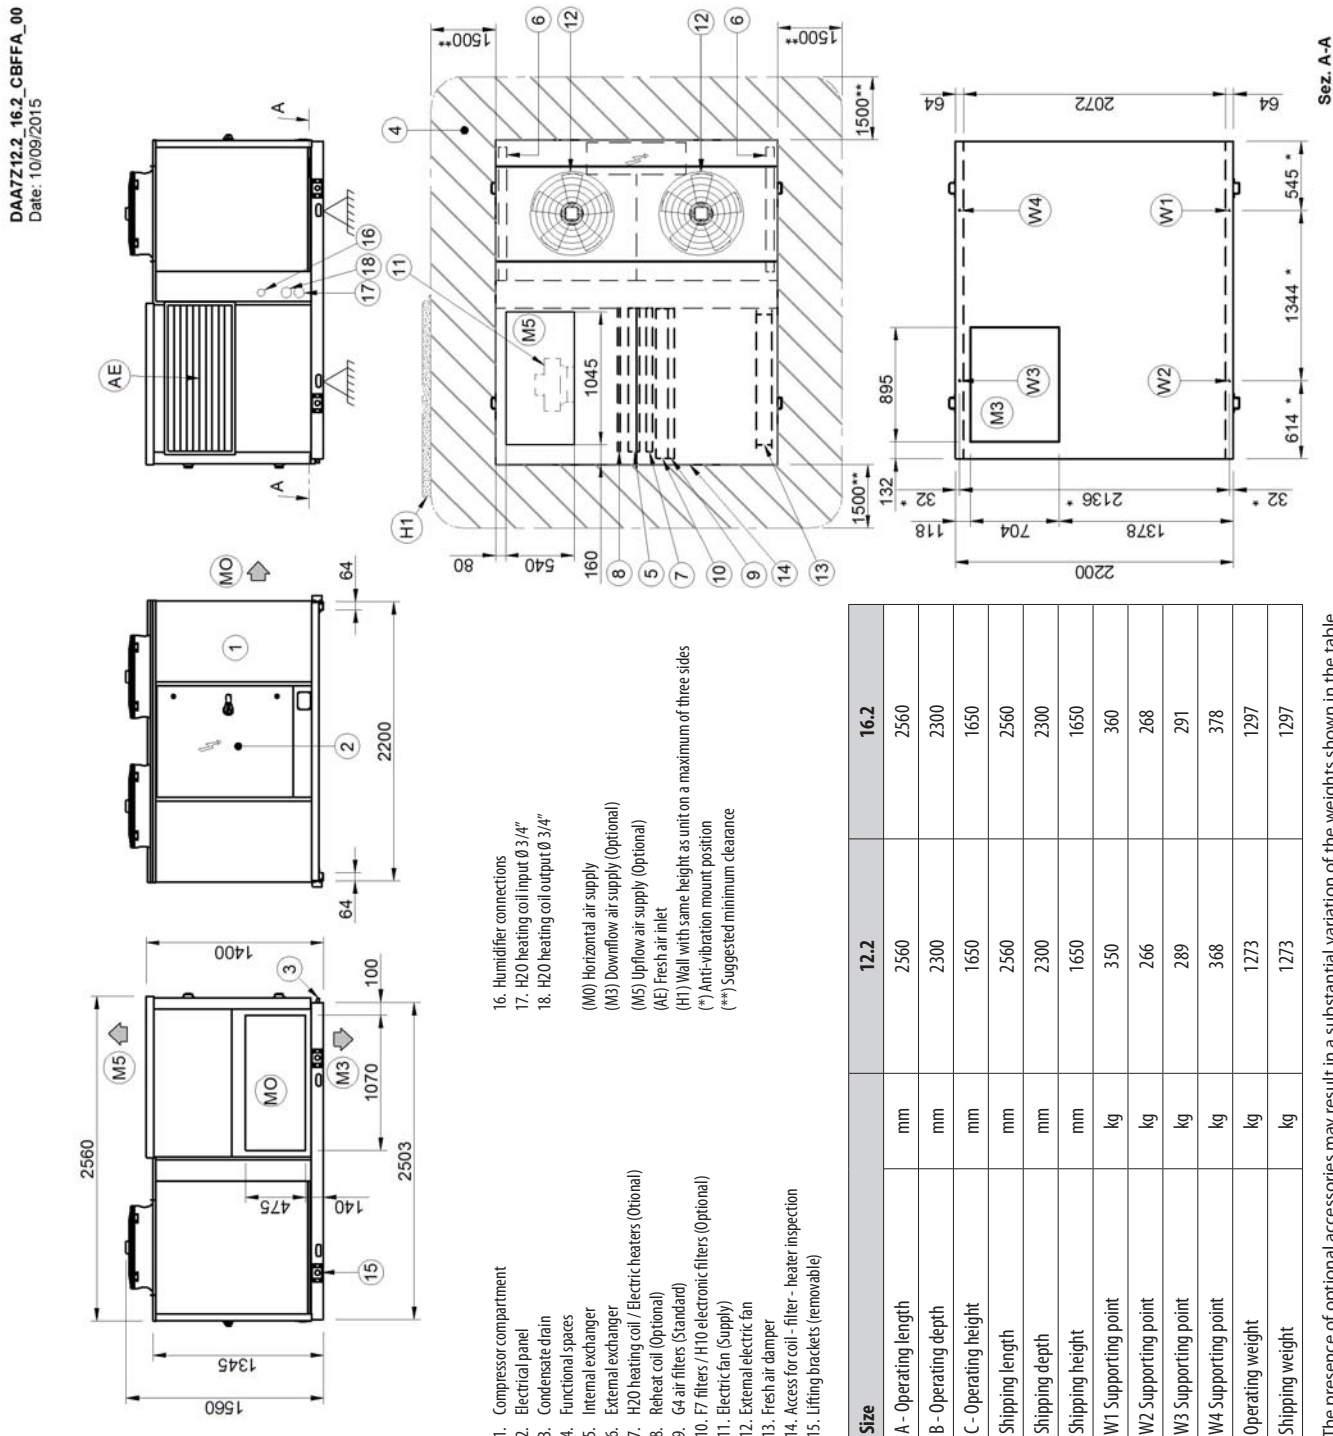 DAA7Z12.2_16.2_CBFFA_00
Date: 10/09/2015
2560
M5
1560
1345
MO
475
140
1070
100
1400
15
M3
3
2503
MO
1
2
64
64
2200
AE
A
A
16
18
17
11
H1
4
1500**
1500**
6
12
12
6
M5
1045
80
540
160
1500**
1500**
8
5
7
10
9
14
13
64
2072
64
W4
W1
W3
W2
M3
895
132
614 *
1344 *
545 *
32 *
2136 *
32 *
118
704
1378
2200
Sez. A-A
1. Compressor compartment
2. Electrical panel
3. Condensate drain
4. Functional spaces
5. Internal exchanger
6. External exchanger
7. H2O heating coil / Electric heaters (Otional)
8. Reheat coil (Optional)
9. G4 air filters (Standard)
10. F7 filters / H10 electronic filters (Optional)
11. Electric fan (Supply)
12. External electric fan
13. Fresh air damper
14. Access for coil - filter - heater inspection
15. Lifting brackets (removable)
16. Humidifier connections
17. H2O heating coil input Ø 3/4”
18. H2O heating coil output Ø 3/4”
(M0) Horizontal air supply
(M3) Downflow air supply (Optional)
(M5) Upflow air supply (Optional)
(AE) Fresh air inlet
(H1) Wall with same height as unit on a maximum of three sides
(*) Anti-vibration mount position
(**) Suggested minimum clearance
Size 12.2 16.2
A - Operating length mm 2560 2560
B - Operating depth mm 2300 2300
C - Operating height mm 1650 1650
Shipping length mm 2560 2560
Shipping depth mm 2300 2300
Shipping height mm 1650 1650
W1 Supporting point kg 350 360
W2 Supporting point kg 266 268
W3 Supporting point kg 289 291
W4 Supporting point kg 368 378
Operating weight kg 1273 1297
Shipping weight kg 1273 1297
The presence of optional accessories may result in a substantial variation of the weights shown in the table